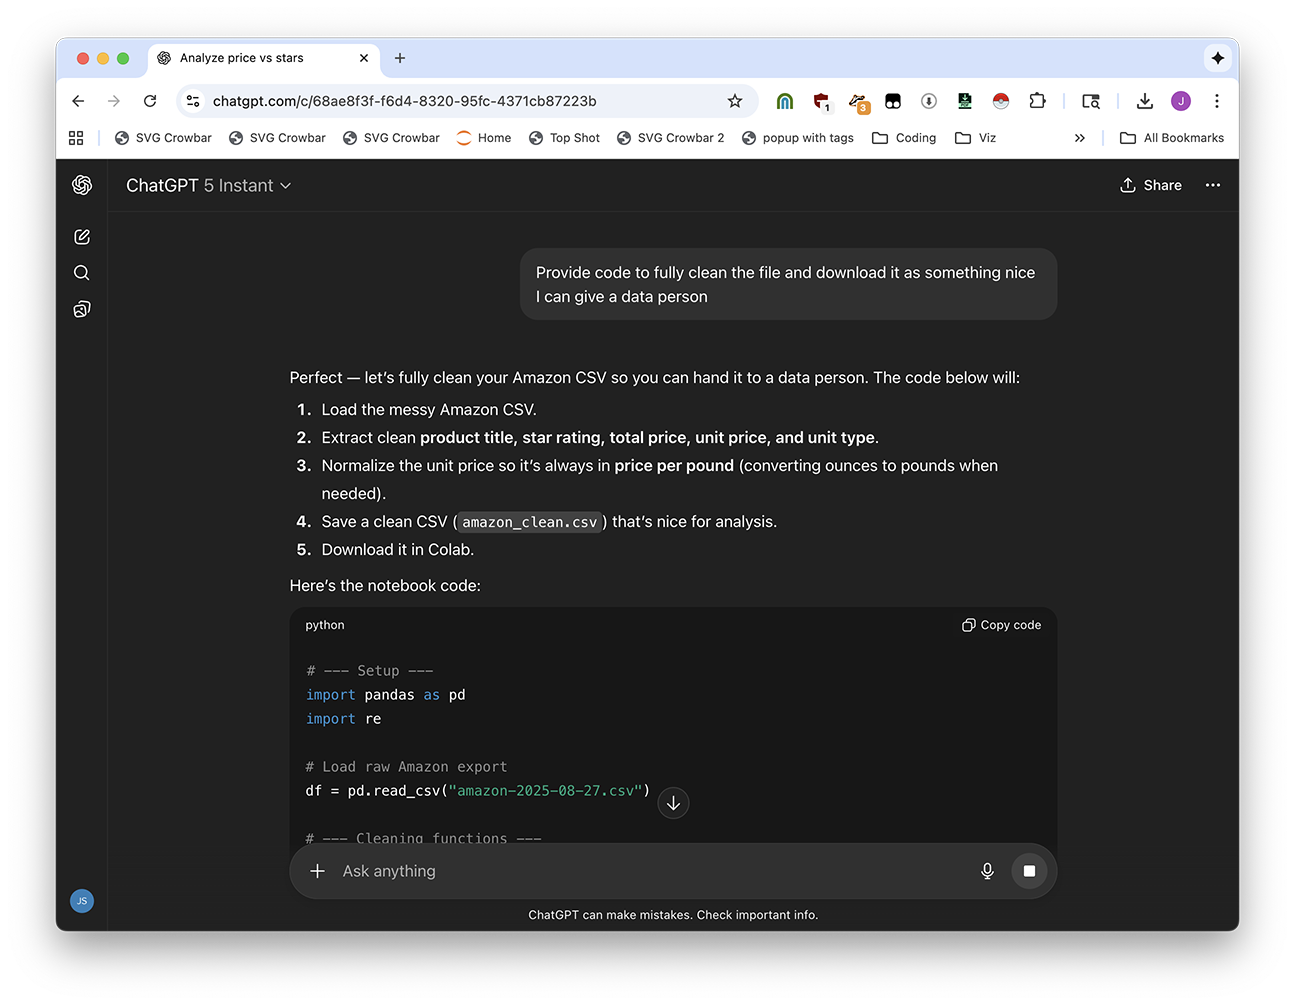 Analyze price vs stars
chatgpt.com/c/68ae8f3f-f6d4-8320-95fc-4371cb87223b
1
3
J
SVG Crowbar
SVG Crowbar
SVG Crowbar
Home
Top Shot
SVG Crowbar 2
popup with tags
Coding
Viz
»
All Bookmarks
ChatGPT 5 Instant
Share
Provide code to fully clean the file and download it as something nice
I can give a data person
Perfect — let’s fully clean your Amazon CSV so you can hand it to a data person. The code below will:
1. Load the messy Amazon CSV.
2. Extract clean product title, star rating, total price, unit price, and unit type.
3. Normalize the unit price so it’s always in price per pound (converting ounces to pounds when
needed).
4. Save a clean CSV (amazon_clean.csv) that’s nice for analysis.
5. Download it in Colab.
Here’s the notebook code:
python
Copy code
# --- Setup ---
import pandas as pd
import re
# Load raw Amazon export
df = pd.read_csv("amazon-2025-08-27.csv")
# --- Cleaning functions ---
Ask anything
JS
ChatGPT can make mistakes. Check important info.